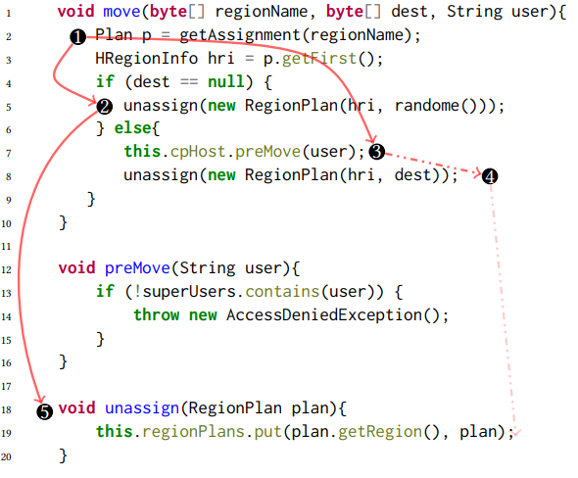 1 void move(byte[] regionName, byte[] dest, String user){
2 ❶ Plan p = getAssignment(regionName);
3 HRegionInfo hri = p.getFirst();
4 if (dest == null) {
5 ❷ unassign(new RegionPlan(hri, randome()));
6 } else{
7 this.cpHost.preMove(user); ❸
8 unassign(new RegionPlan(hri, dest)); ❹
9 }
10 }
11
12 void preMove(String user){
13 if (!superUsers.contains(user)) {
14 throw new AccessDeniedException();
15 }
16 }
17
18 ❺ void unassign(RegionPlan plan){
19 this.regionPlans.put(plan.getRegion(), plan);
20 }